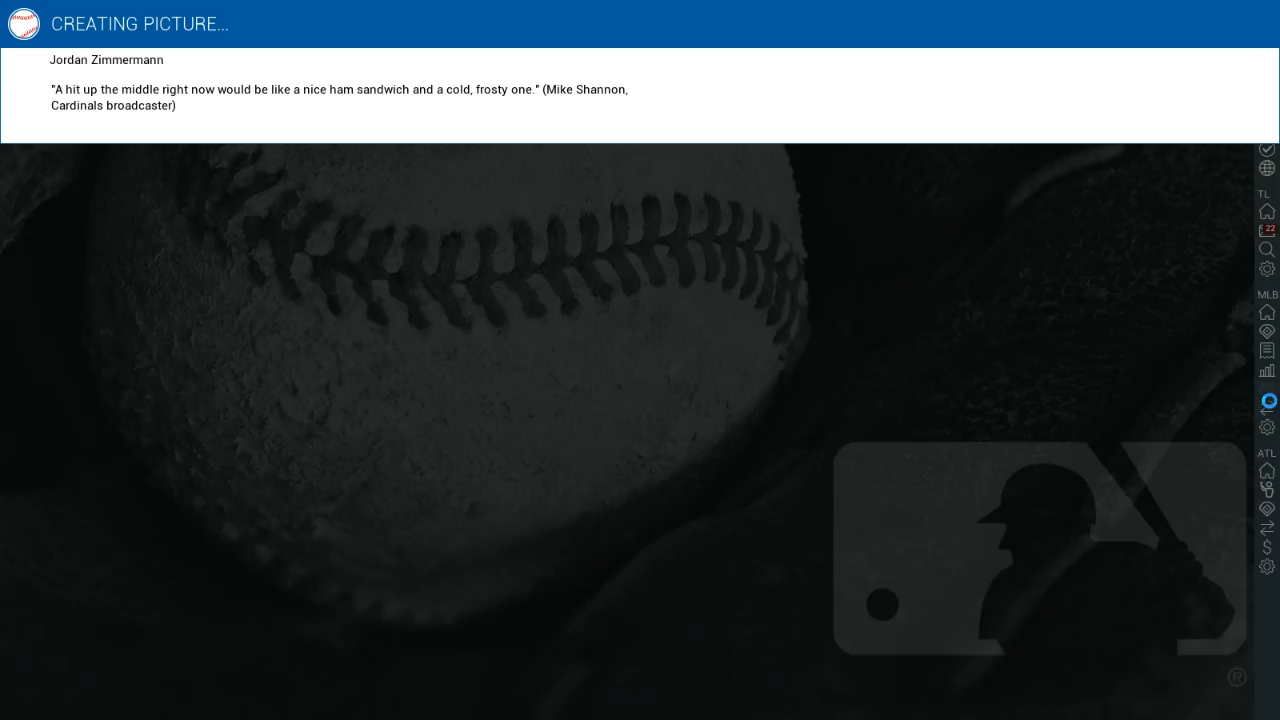 CREATING PICTURE...
Jordan Zimmermann
"A hit up the middle right now would be like a nice ham sandwich and a cold, frosty one." (Mike Shannon,
Cardinals broadcaster)
TL
22
MLB
ATL
®